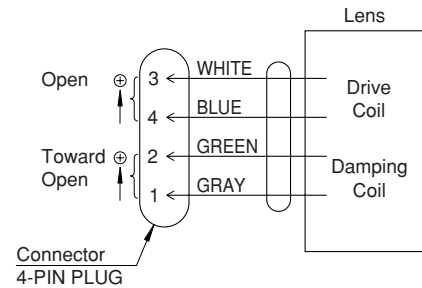 Lens
Open ⊕ 3 WHITE
4 BLUE
Drive
Coil
Toward ⊕ 2 GREEN
Open
1 GRAY
Damping
Coil
Connector
4-PIN PLUG